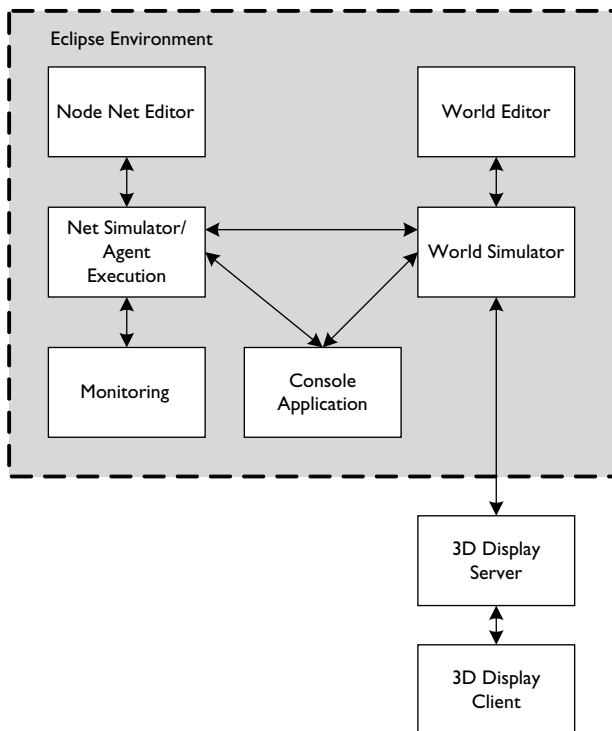 Eclipse Environment
Node Net Editor
World Editor
Net Simulator/
Agent
Execution
World Simulator
Monitoring
Console
Application
3D Display
Server
3D Display
Client